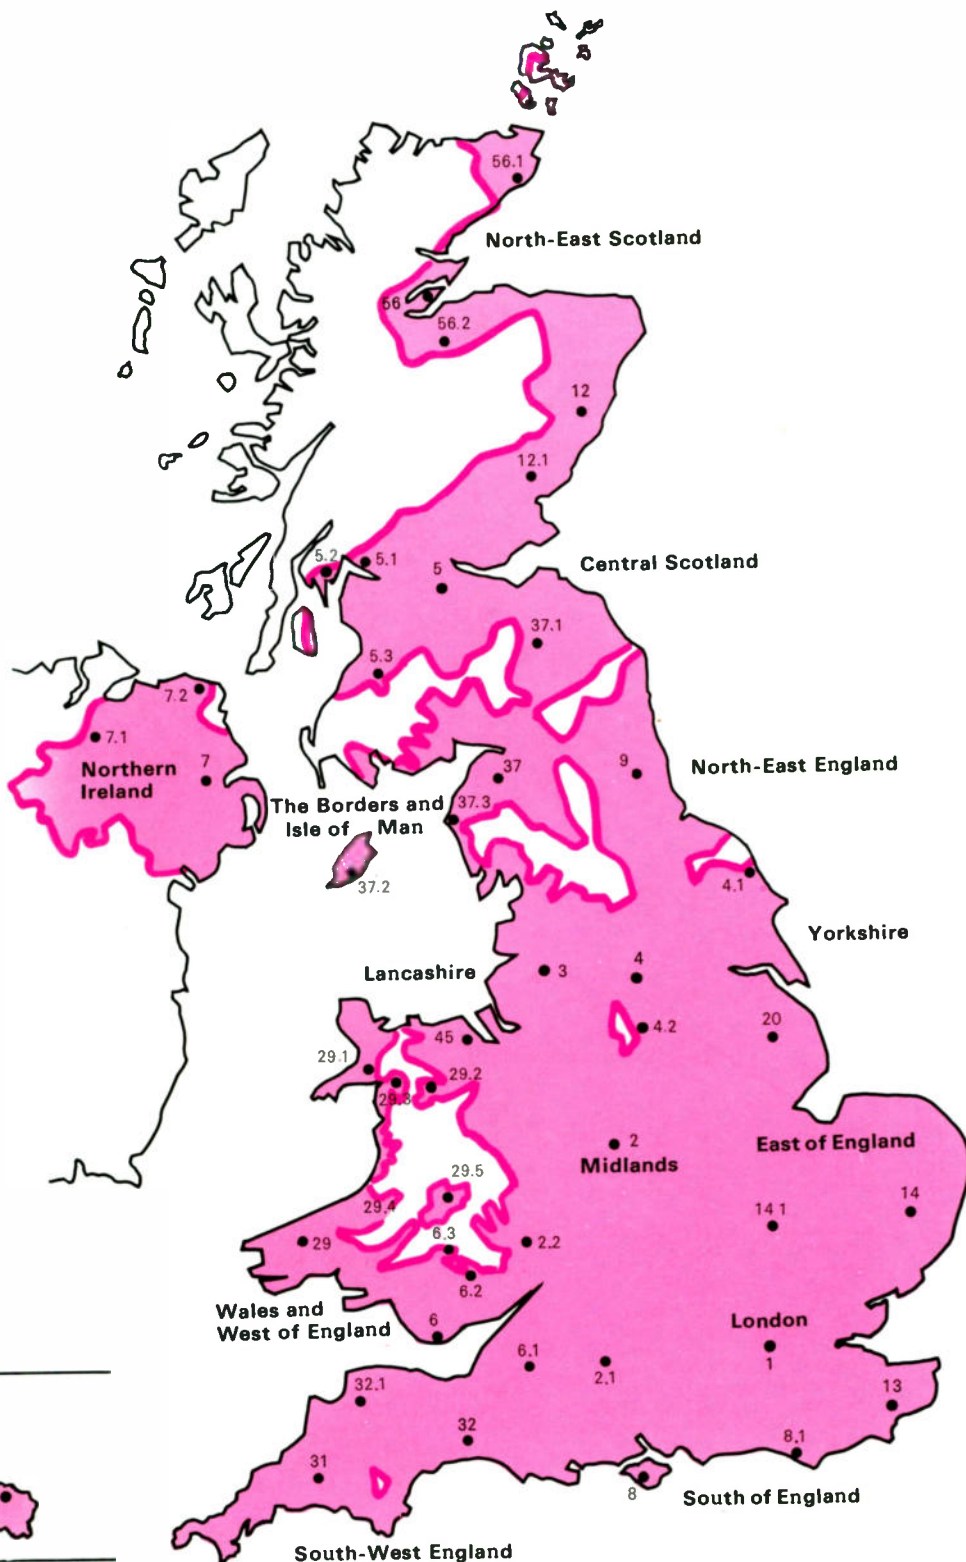 56.1
North-East Scotland
56
56.2
12
12.1
5.2
5.1
5
Central Scotland
37.1
5.3
7.2
7.1
7
Northern
Ireland
37
9
North-East England
The Borders and
Isle of Man
37.3
37.2
4.1
Yorkshire
Lancashire
3
4
4.2
20
45
29.1
29.2
29.3
2
Midlands
East of England
29.5
29.4
14 1
14
29
6.3
2.2
6.2
Wales and
West of England
6
London
1
6.1
2.1
32.1
13
32
8.1
31
8
South of England
South-West England